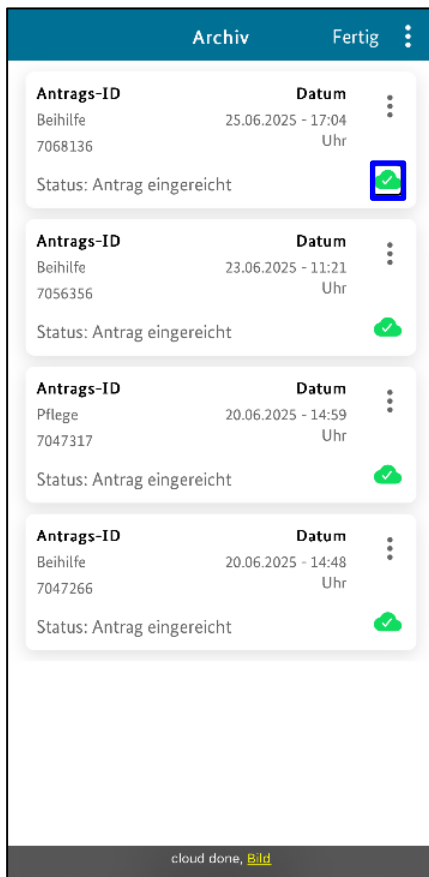 Archiv Fertig
Antrags-ID Datum
Beihilfe 25.06.2025 - 17:04
7068136 Uhr
Status: Antrag eingereicht
Antrags-ID Datum
Beihilfe 23.06.2025 - 11:21
7056356 Uhr
Status: Antrag eingereicht
Antrags-ID Datum
Pflege 20.06.2025 - 14:59
7047317 Uhr
Status: Antrag eingereicht
Antrags-ID Datum
Beihilfe 20.06.2025 - 14:48
7047266 Uhr
Status: Antrag eingereicht
cloud done, Bild